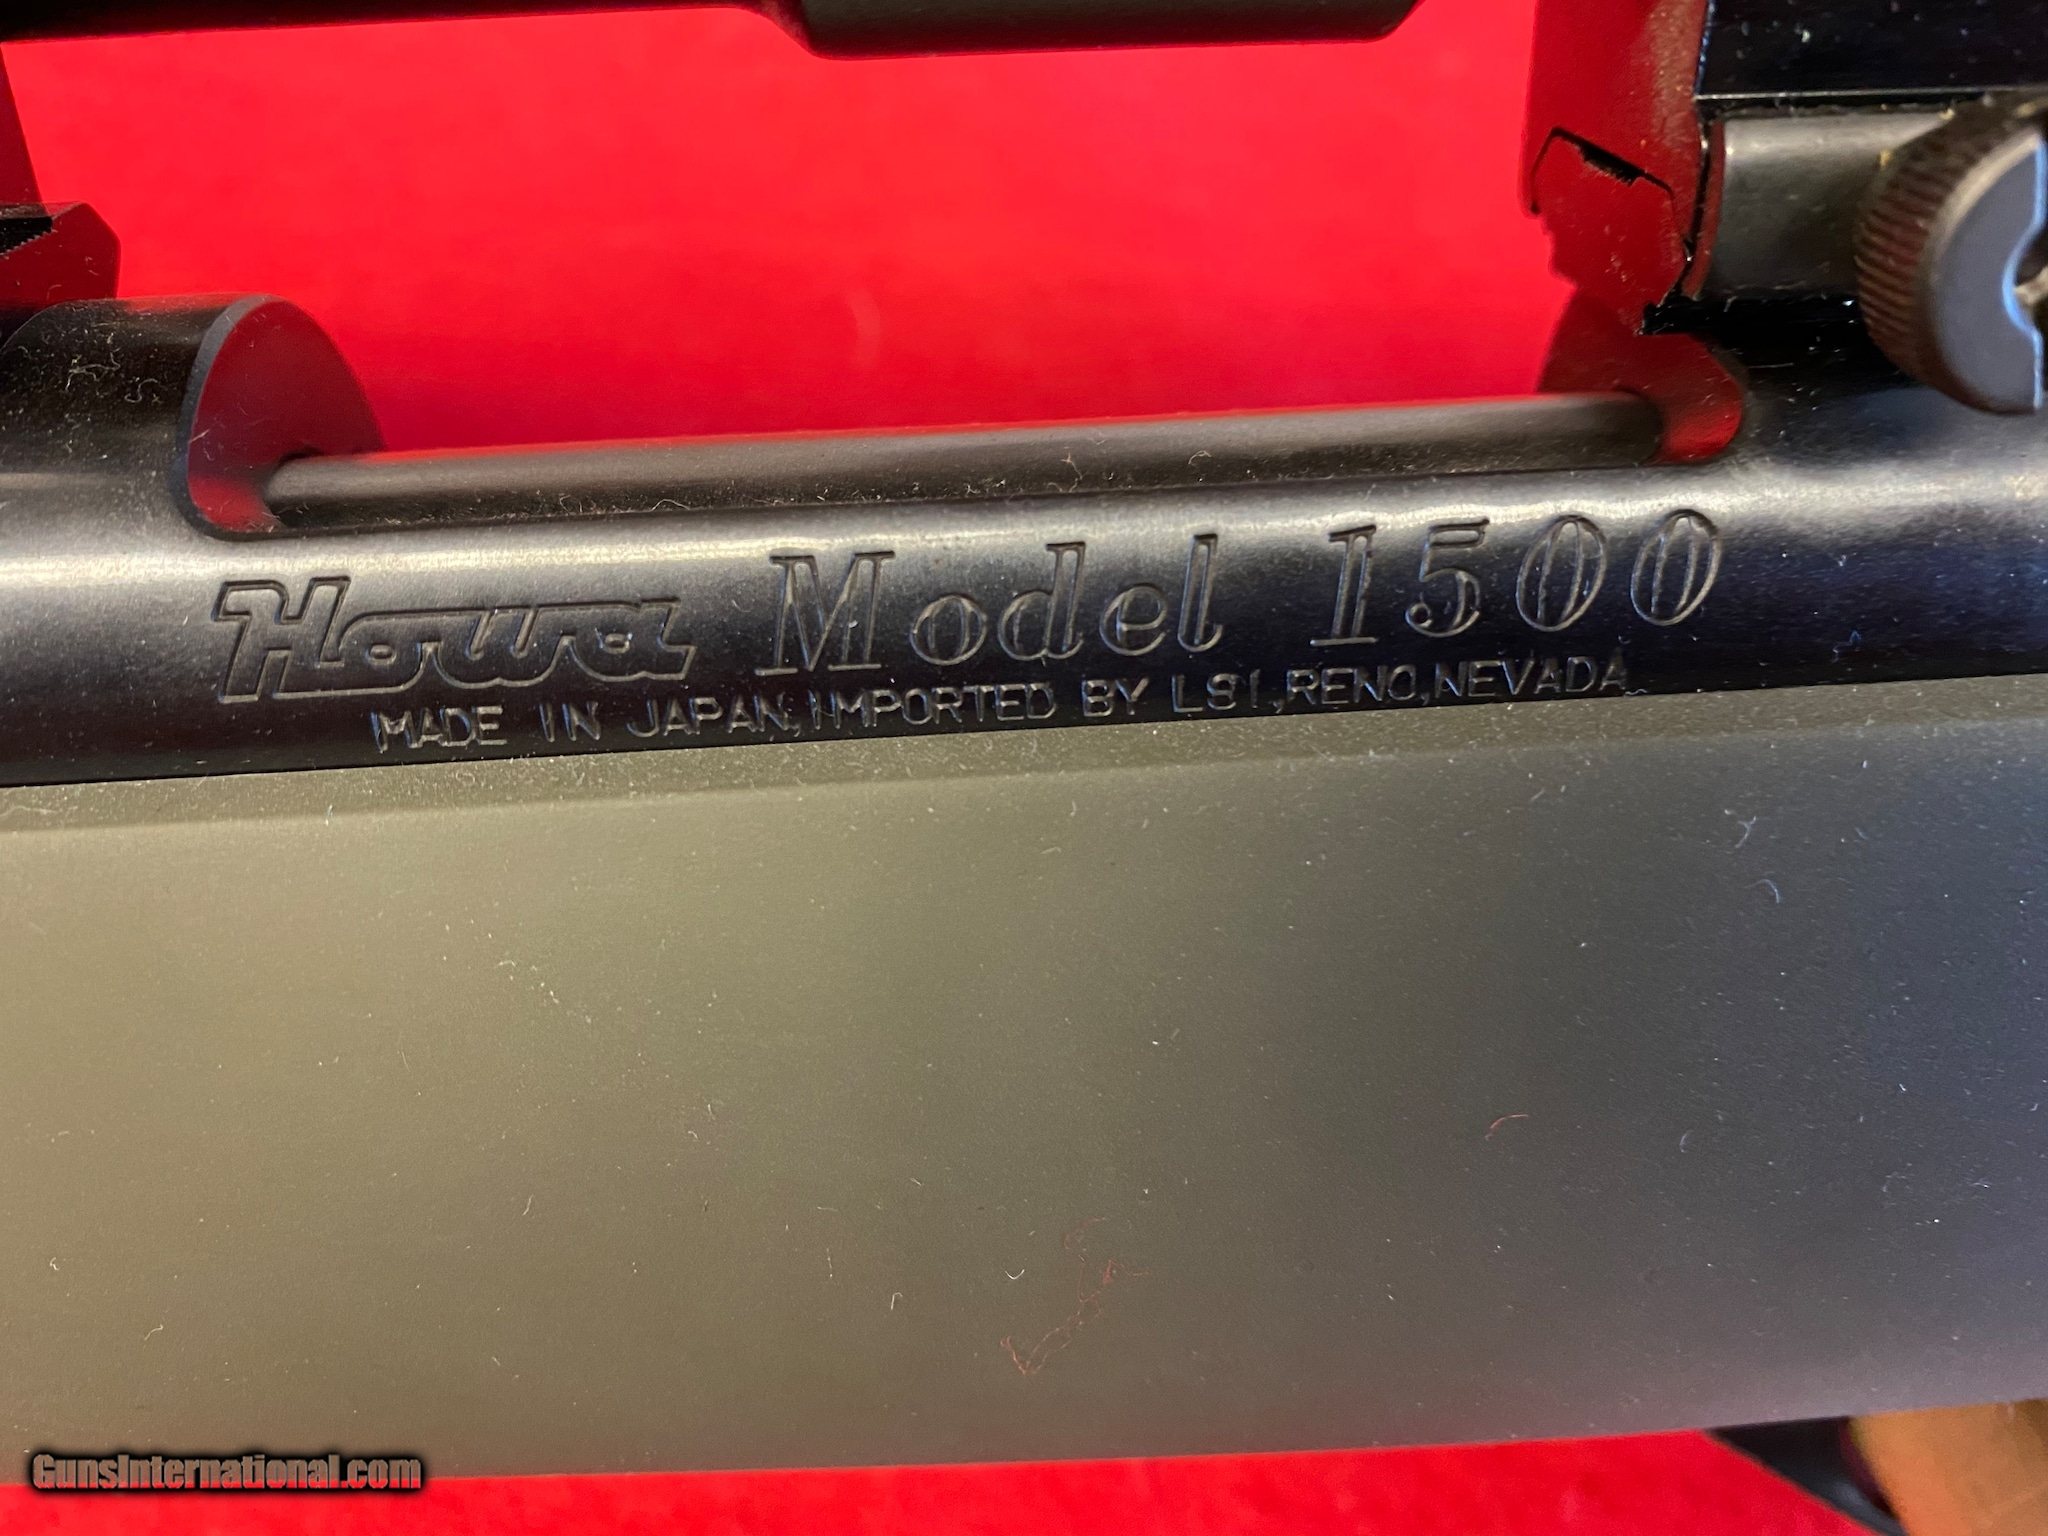 Howa Model 1500
MADE IN JAPAN, IMPORTED BY LSI, RENO, NEVADA
GunsInternational.com